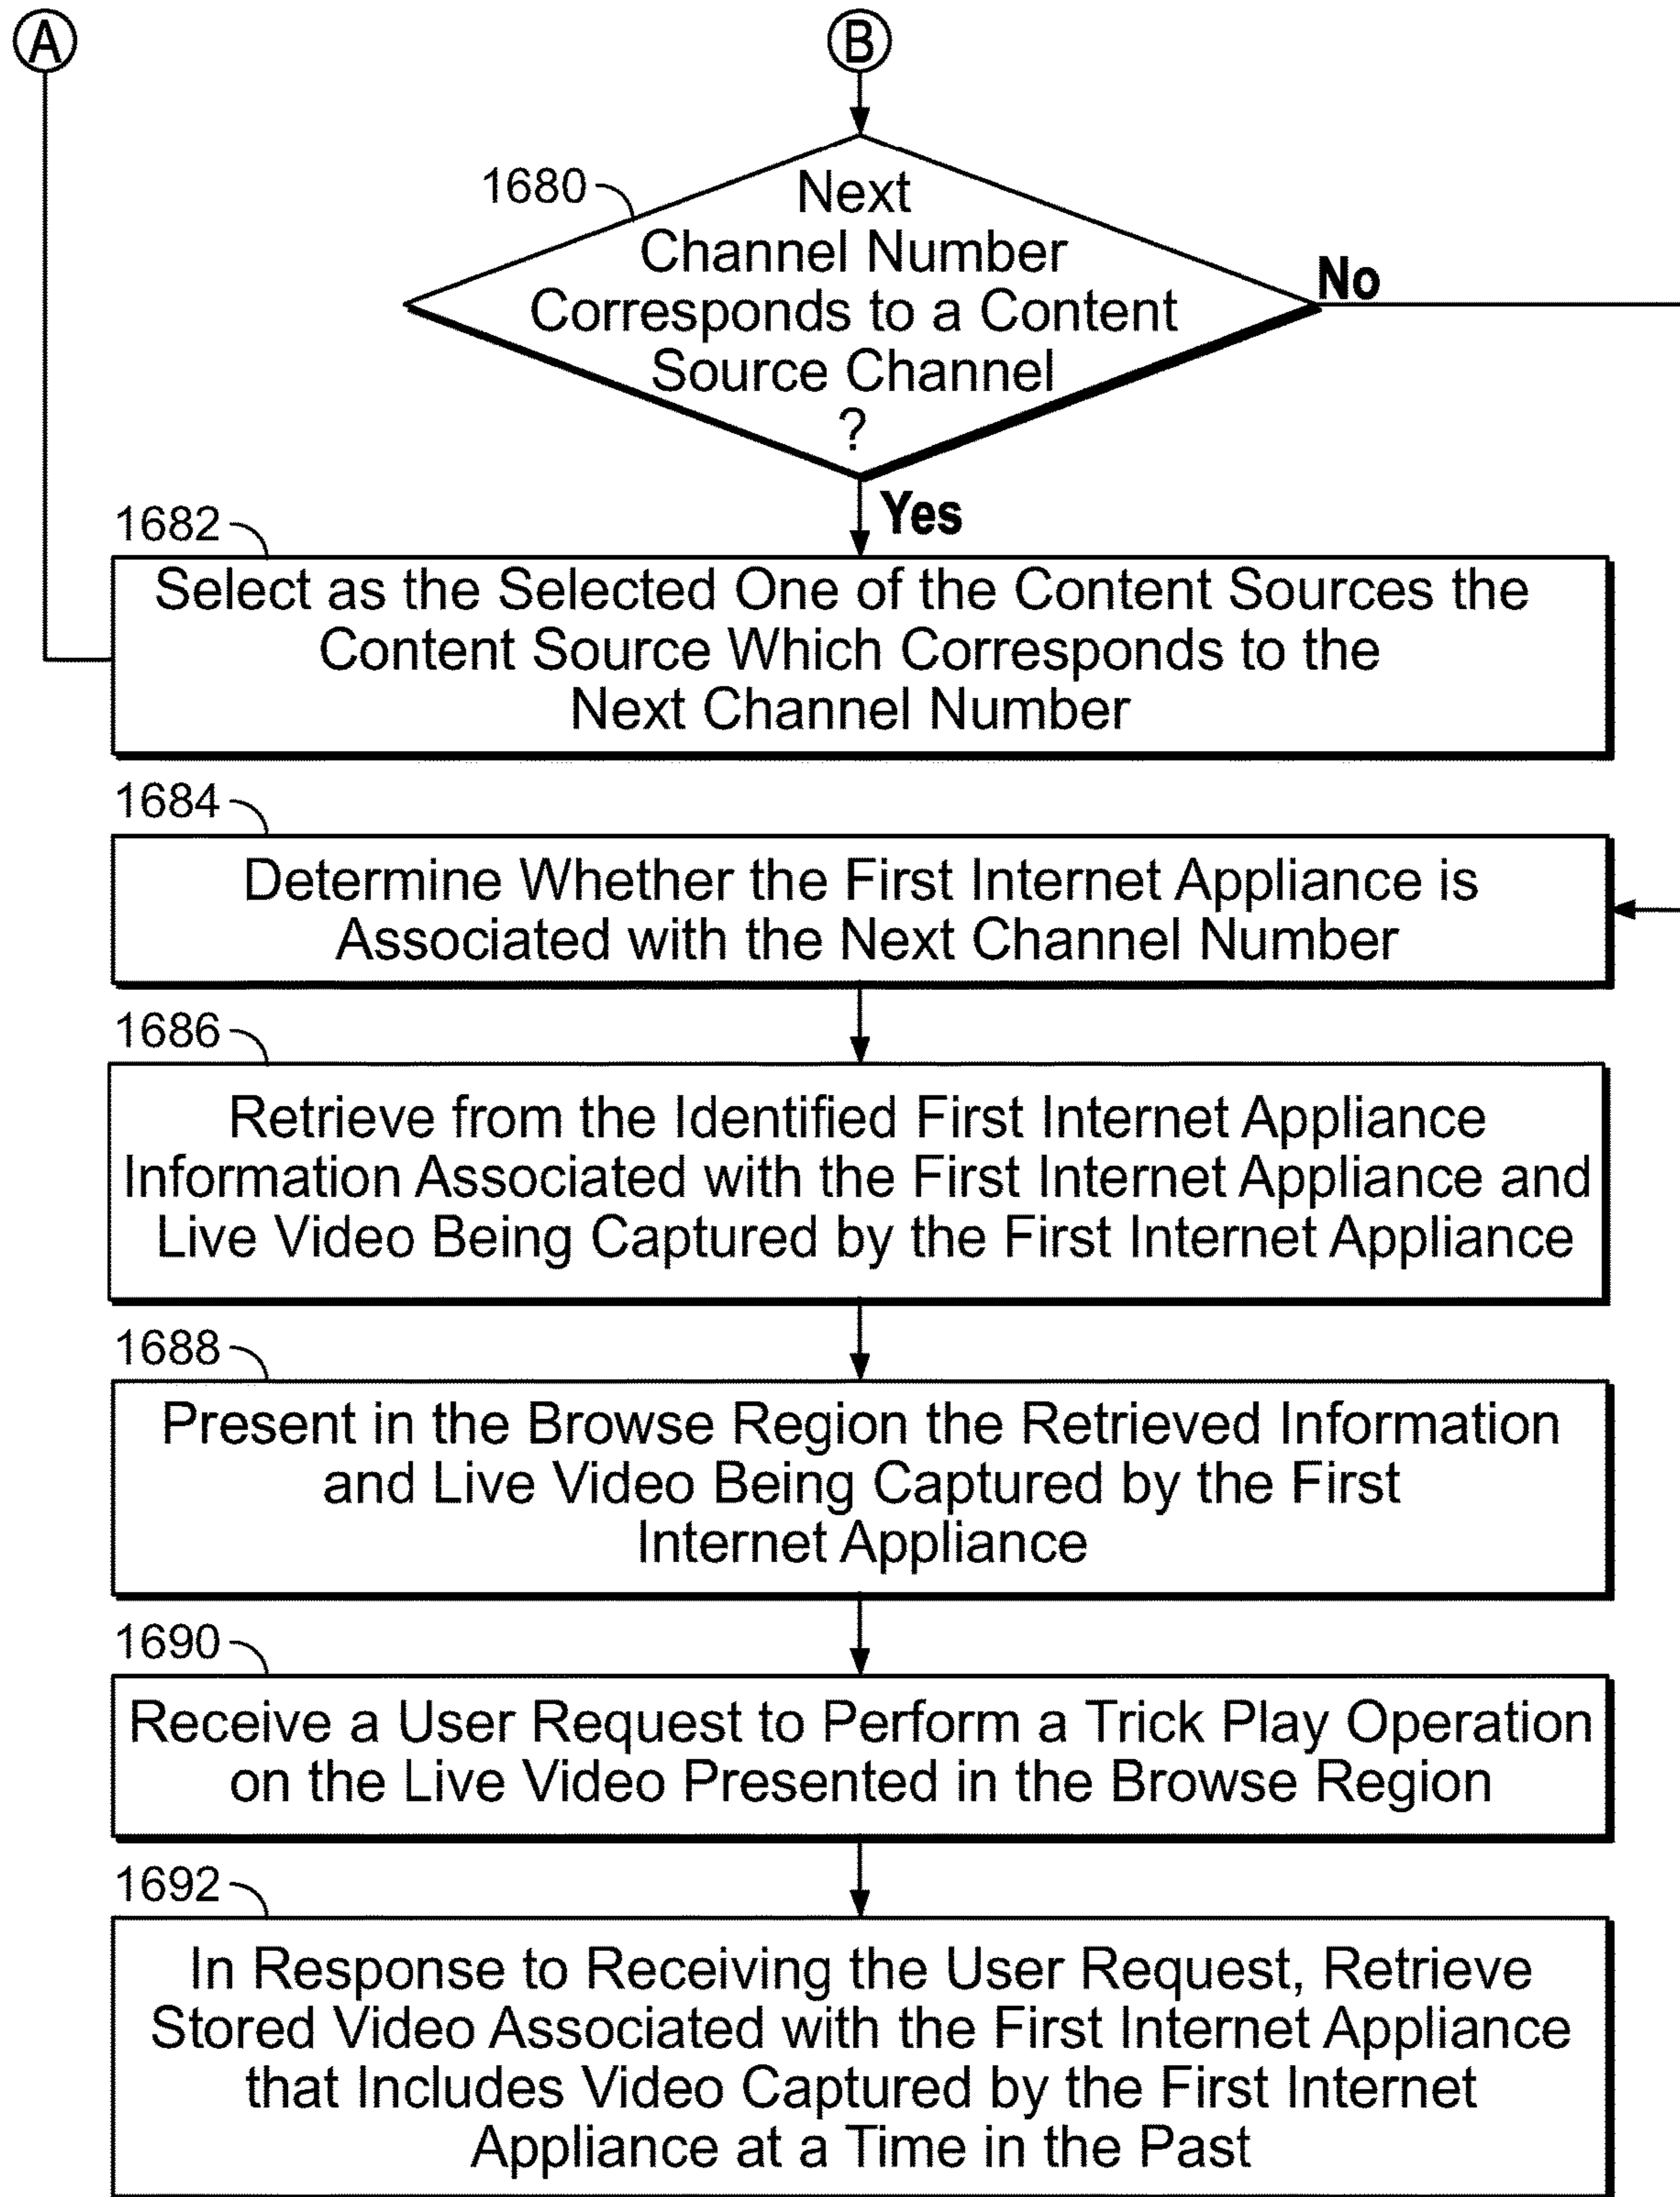 A
B
1680
Next
Channel Number
Corresponds to a Content
Source Channel
?
No
Yes
1682
Select as the Selected One of the Content Sources the
Content Source Which Corresponds to the
Next Channel Number
1684
Determine Whether the First Internet Appliance is
Associated with the Next Channel Number
1686
Retrieve from the Identified First Internet Appliance
Information Associated with the First Internet Appliance and
Live Video Being Captured by the First Internet Appliance
1688
Present in the Browse Region the Retrieved Information
and Live Video Being Captured by the First
Internet Appliance
1690
Receive a User Request to Perform a Trick Play Operation
on the Live Video Presented in the Browse Region
1692
In Response to Receiving the User Request, Retrieve
Stored Video Associated with the First Internet Appliance
that Includes Video Captured by the First Internet
Appliance at a Time in the Past